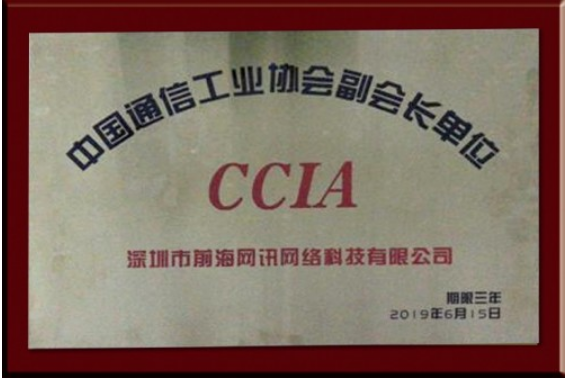 中国通信工业协会副会长单位
CCIA
深圳市前海网讯网络科技有限公司
期限三年
2019年6月15日